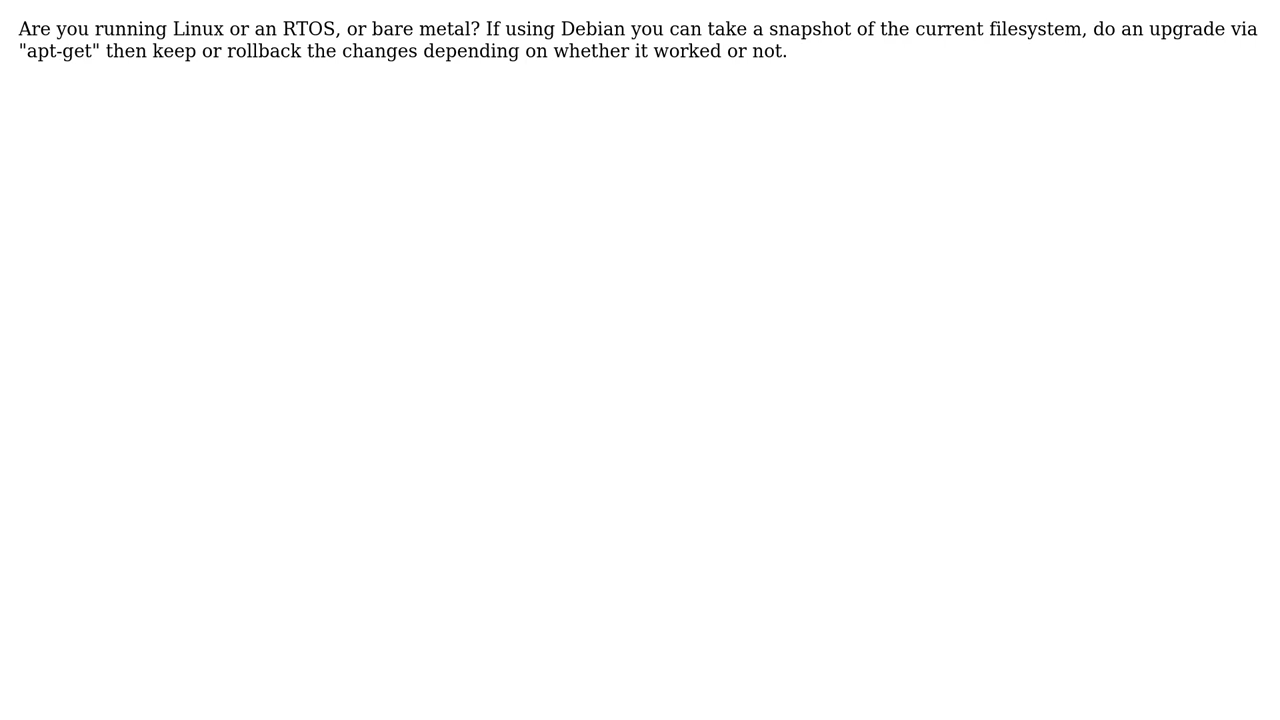 Are you running Linux or an RTOS, or bare metal? If using Debian you can take a snapshot of the current filesystem, do an upgrade via
"apt-get" then keep or rollback the changes depending on whether it worked or not.